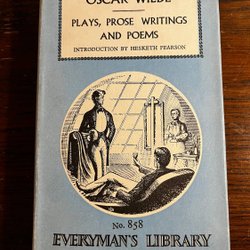 OSCAR WILDE
PLAYS, PROSE WRITINGS
AND POEMS
INTRODUCTION BY HESKETH PEARSON
No. 858
EVERYMAN'S LIBRARY